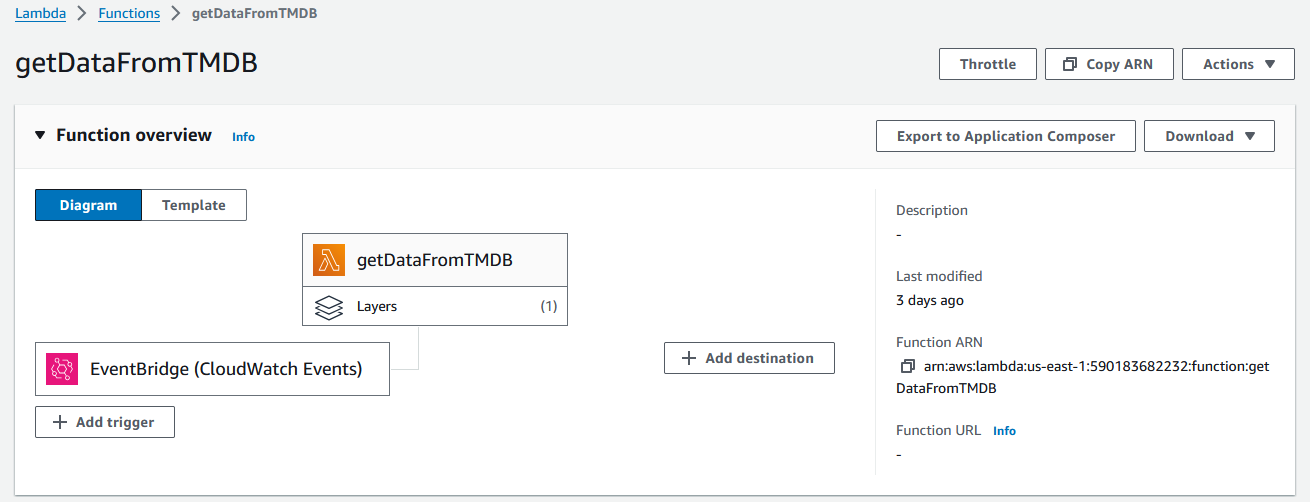 Lambda > Functions > getDataFromTMDB
getDataFromTMDB
Throttle
Copy ARN
Actions
Function overview Info
Export to Application Composer
Download
Diagram
Template
getDataFromTMDB
Layers (1)
EventBridge (CloudWatch Events)
+ Add trigger
+ Add destination
Description
-
Last modified
3 days ago
Function ARN
arn:aws:lambda:us-east-1:590183682232:function:get
DataFromTMDB
Function URL Info
-